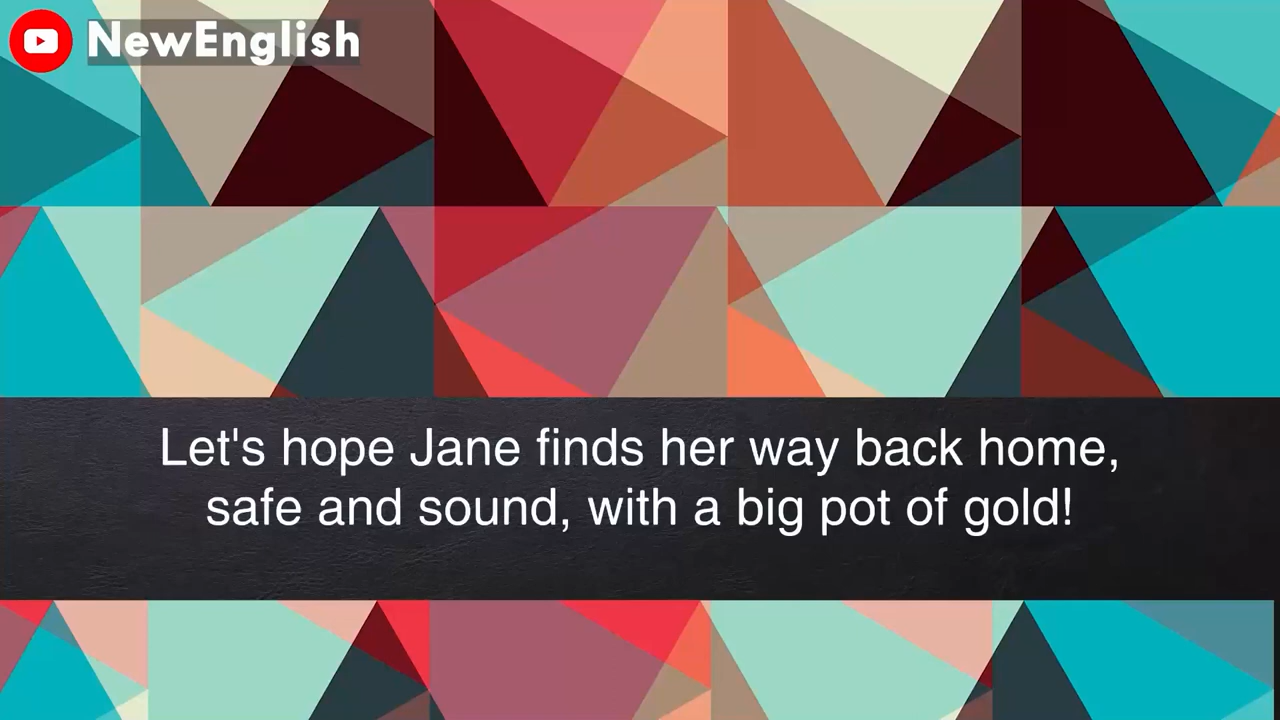 NewEnglish
Let's hope Jane finds her way back home,
safe and sound, with a big pot of gold!